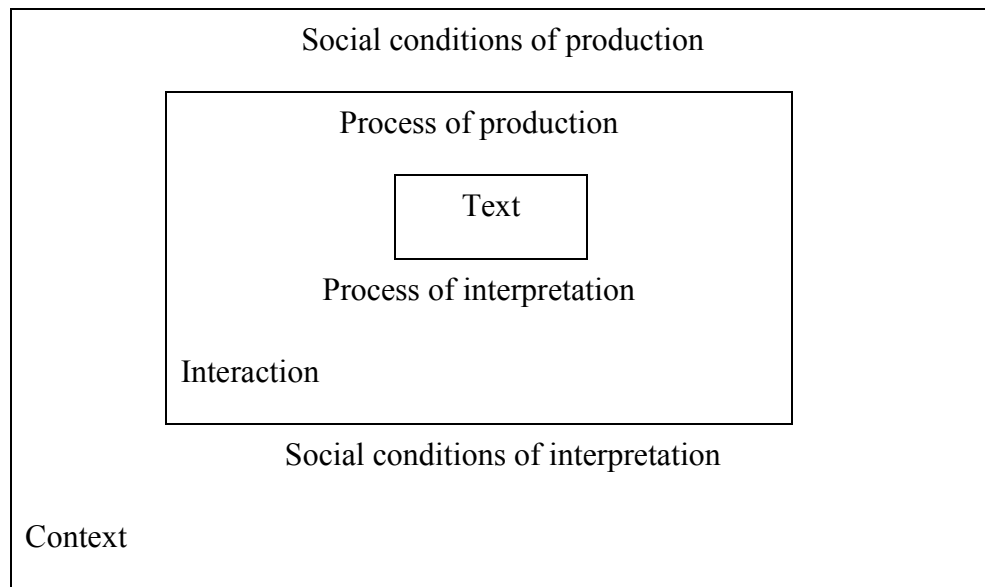 Social conditions of production
Process of production
Text
Process of interpretation
Interaction
Social conditions of interpretation
Context